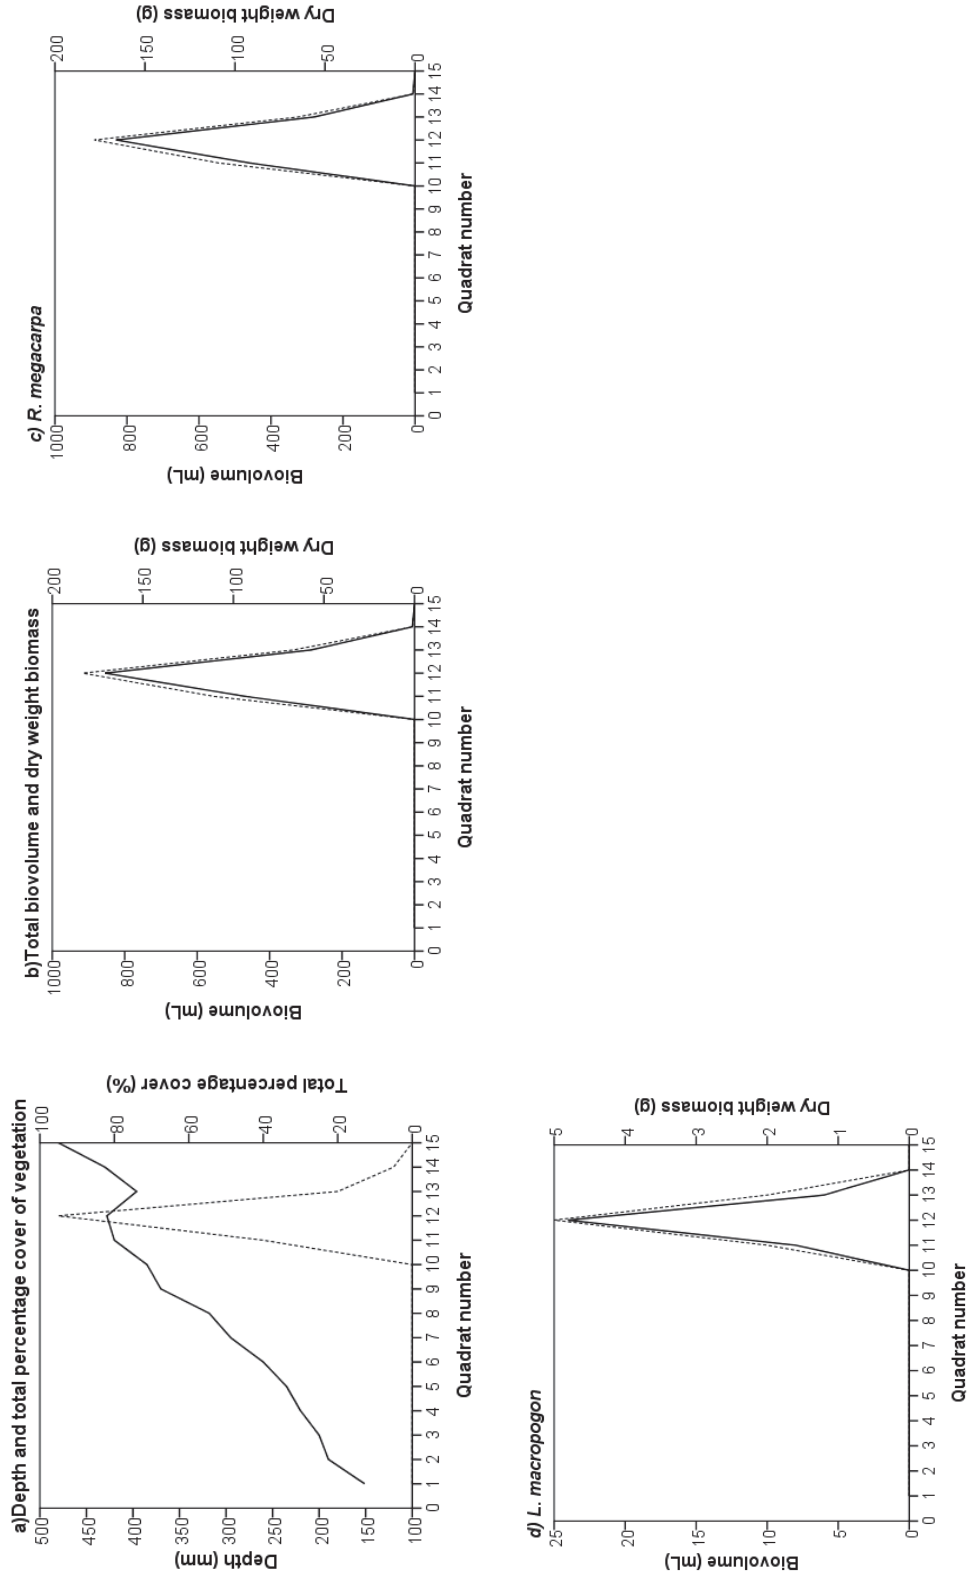 a)Depth and total percentage cover of vegetation
500
450
400
350
300
250
200
150
100
Depth (mm)
100
80
60
40
20
0
Total percentage cover (%)
0 1 2 3 4 5 6 7 8 9 10 11 12 13 14 15
Quadrat number
b)Total biovolume and dry weight biomass
1000
800
600
400
200
0
Biovolume (mL)
200
150
100
50
0
Dry weight biomass (g)
0 1 2 3 4 5 6 7 8 9 10 11 12 13 14 15
Quadrat number
c) R. megacarpa
1000
800
600
400
200
0
Biovolume (mL)
200
150
100
50
0
Dry weight biomass (g)
0 1 2 3 4 5 6 7 8 9 10 11 12 13 14 15
Quadrat number
d) L. macropogon
25
20
15
10
5
0
Biovolume (mL)
5
4
3
2
1
0
Dry weight biomass (g)
0 1 2 3 4 5 6 7 8 9 10 11 12 13 14 15
Quadrat number